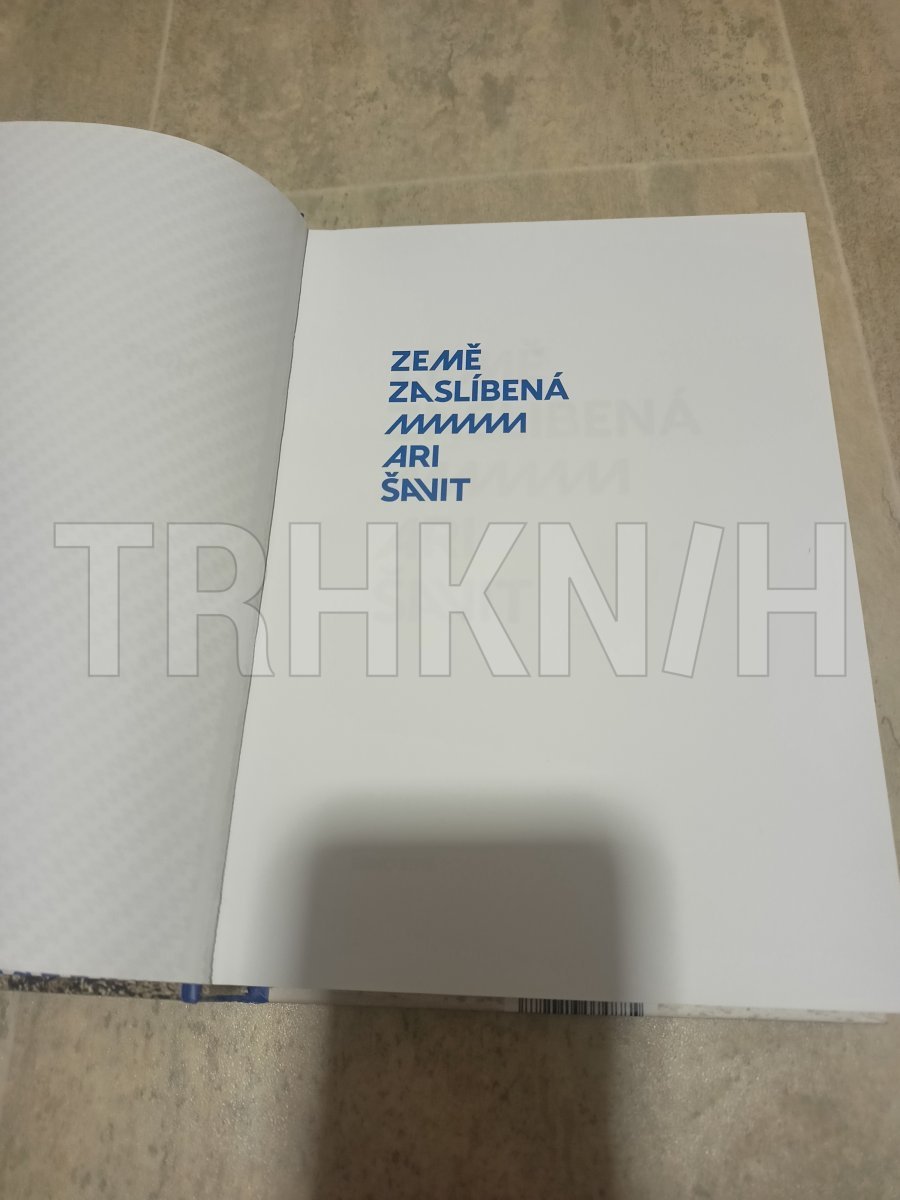 ZEMĚ
ZASLÍBENÁ
ARI
ŠAVIT
TRHKNIH